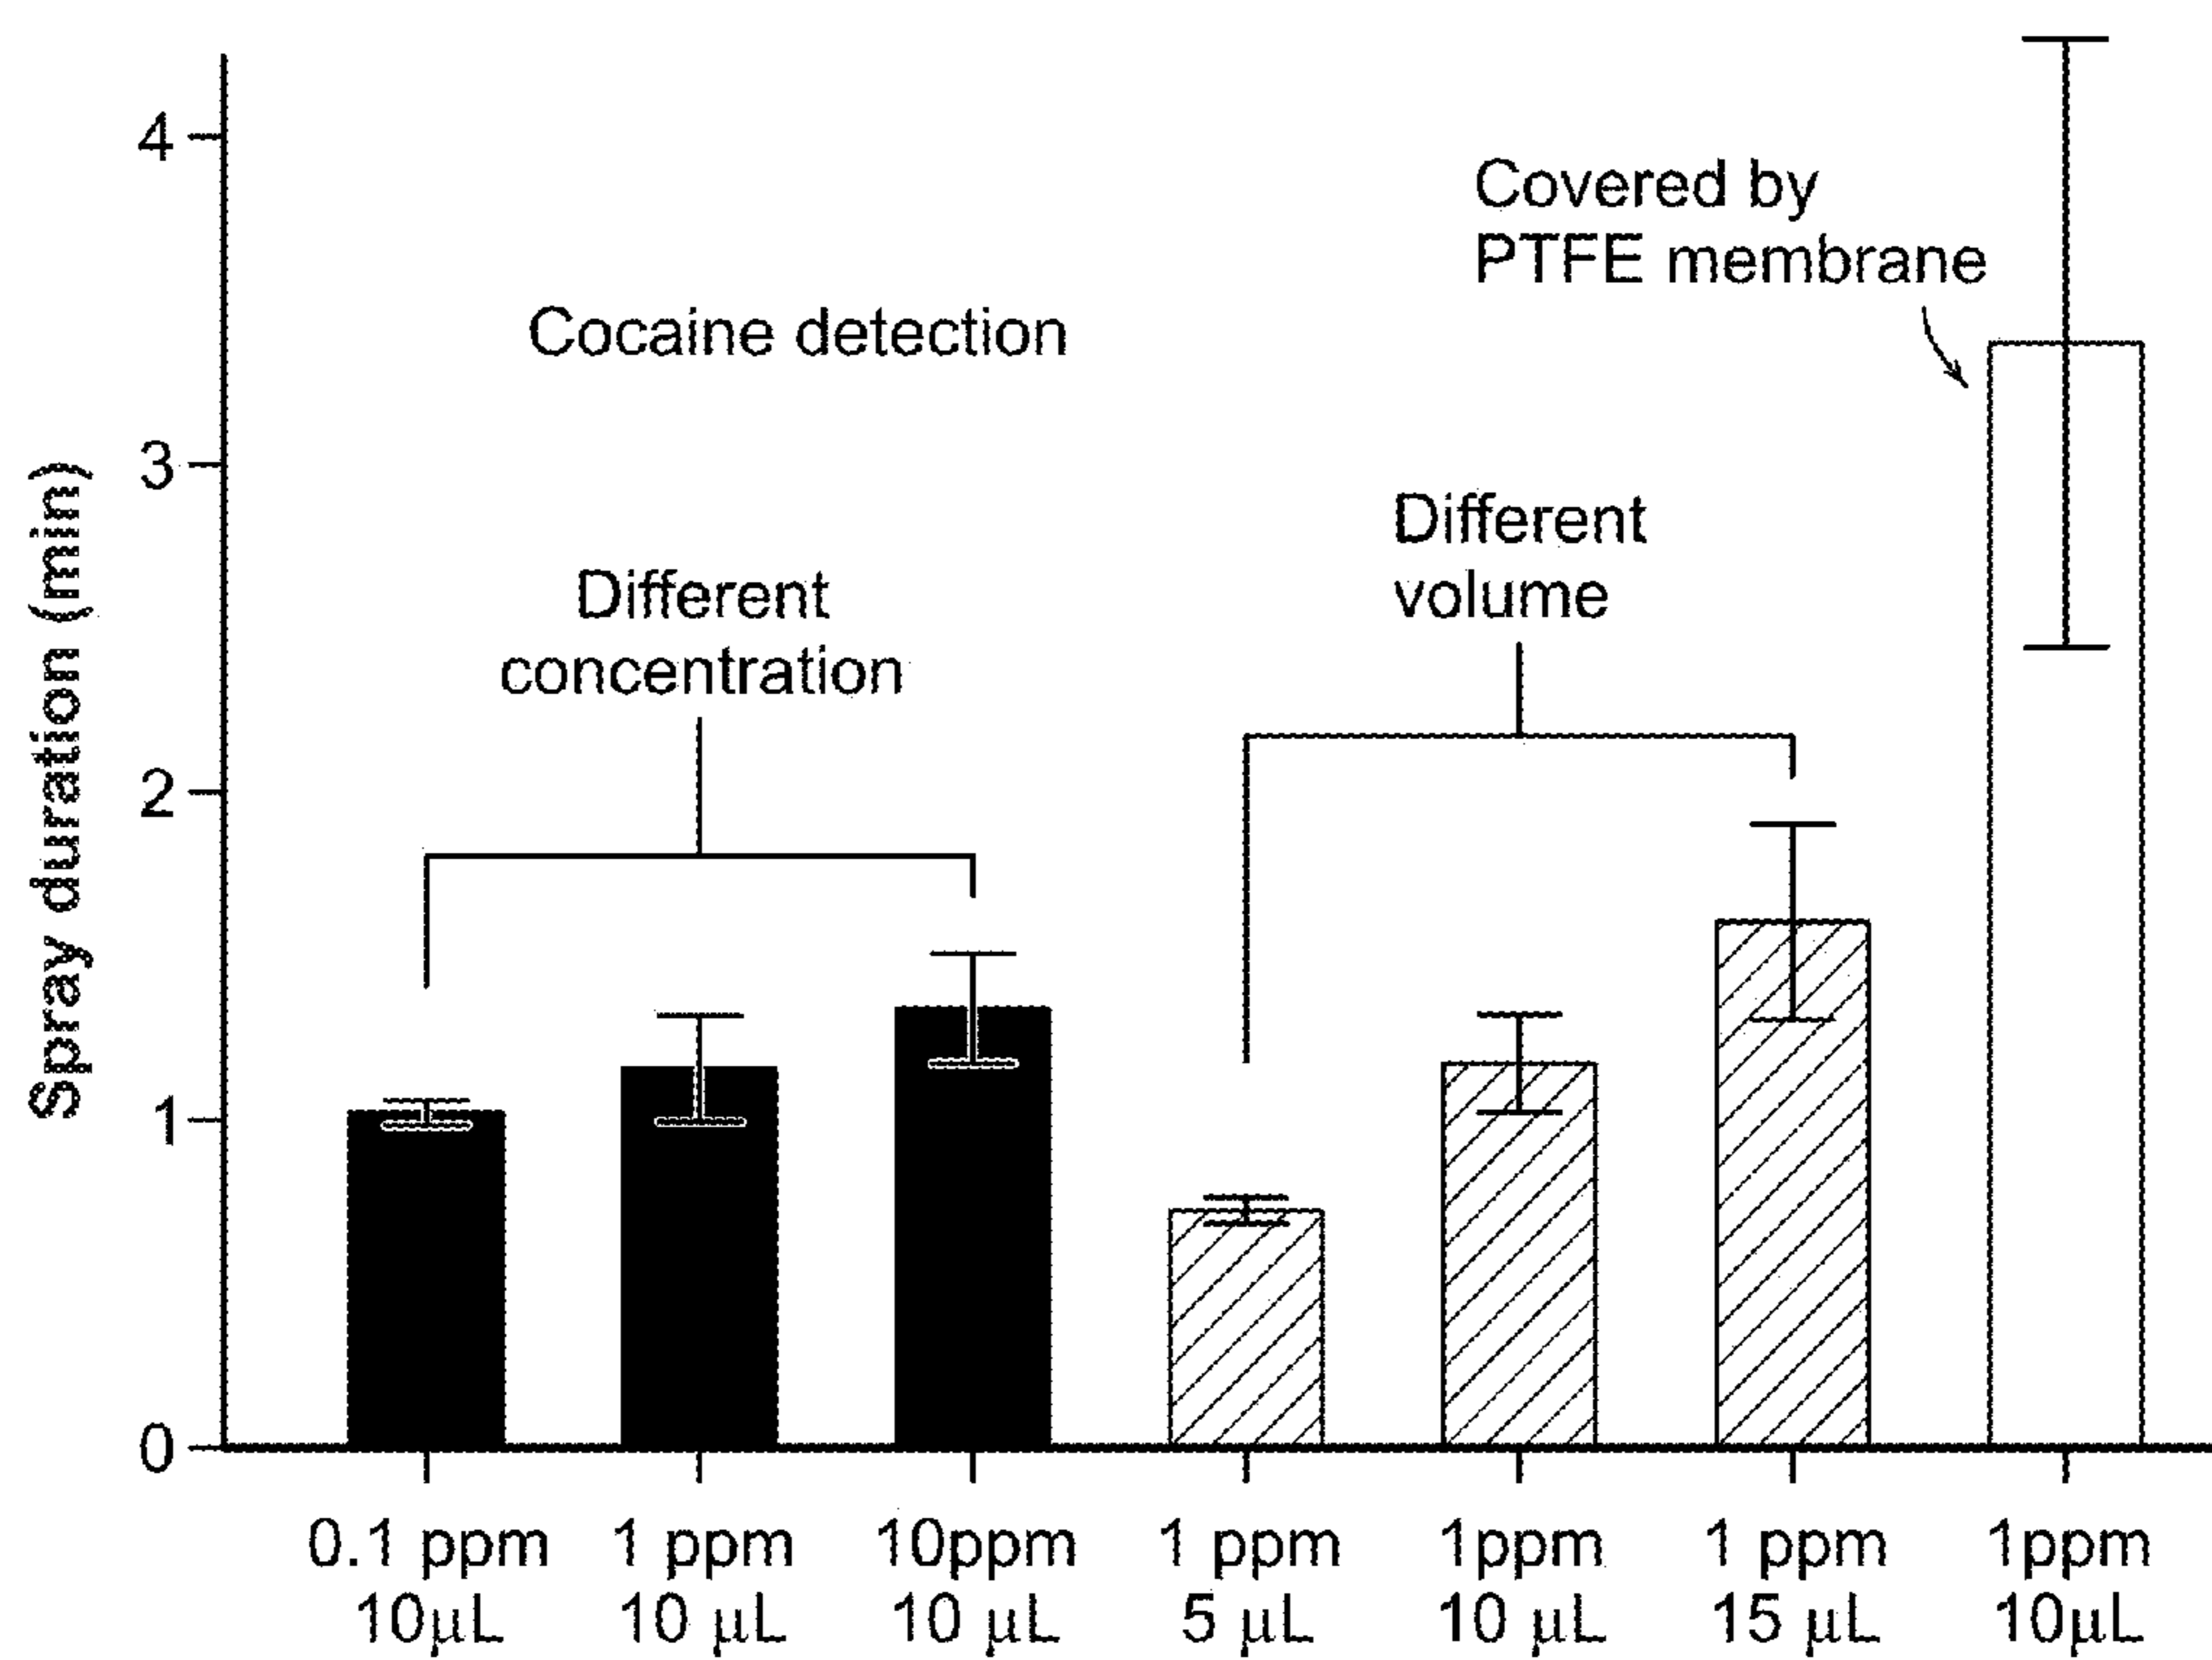 Spray duration (min)
4
3
2
1
0
Cocaine detection
Different
concentration
Different
volume
Covered by
PTFE membrane
0.1 ppm
10μL
1 ppm
10 μL
10ppm
10 μL
1 ppm
5 μL
1ppm
10 μL
1 ppm
15 μL
1ppm
10μL